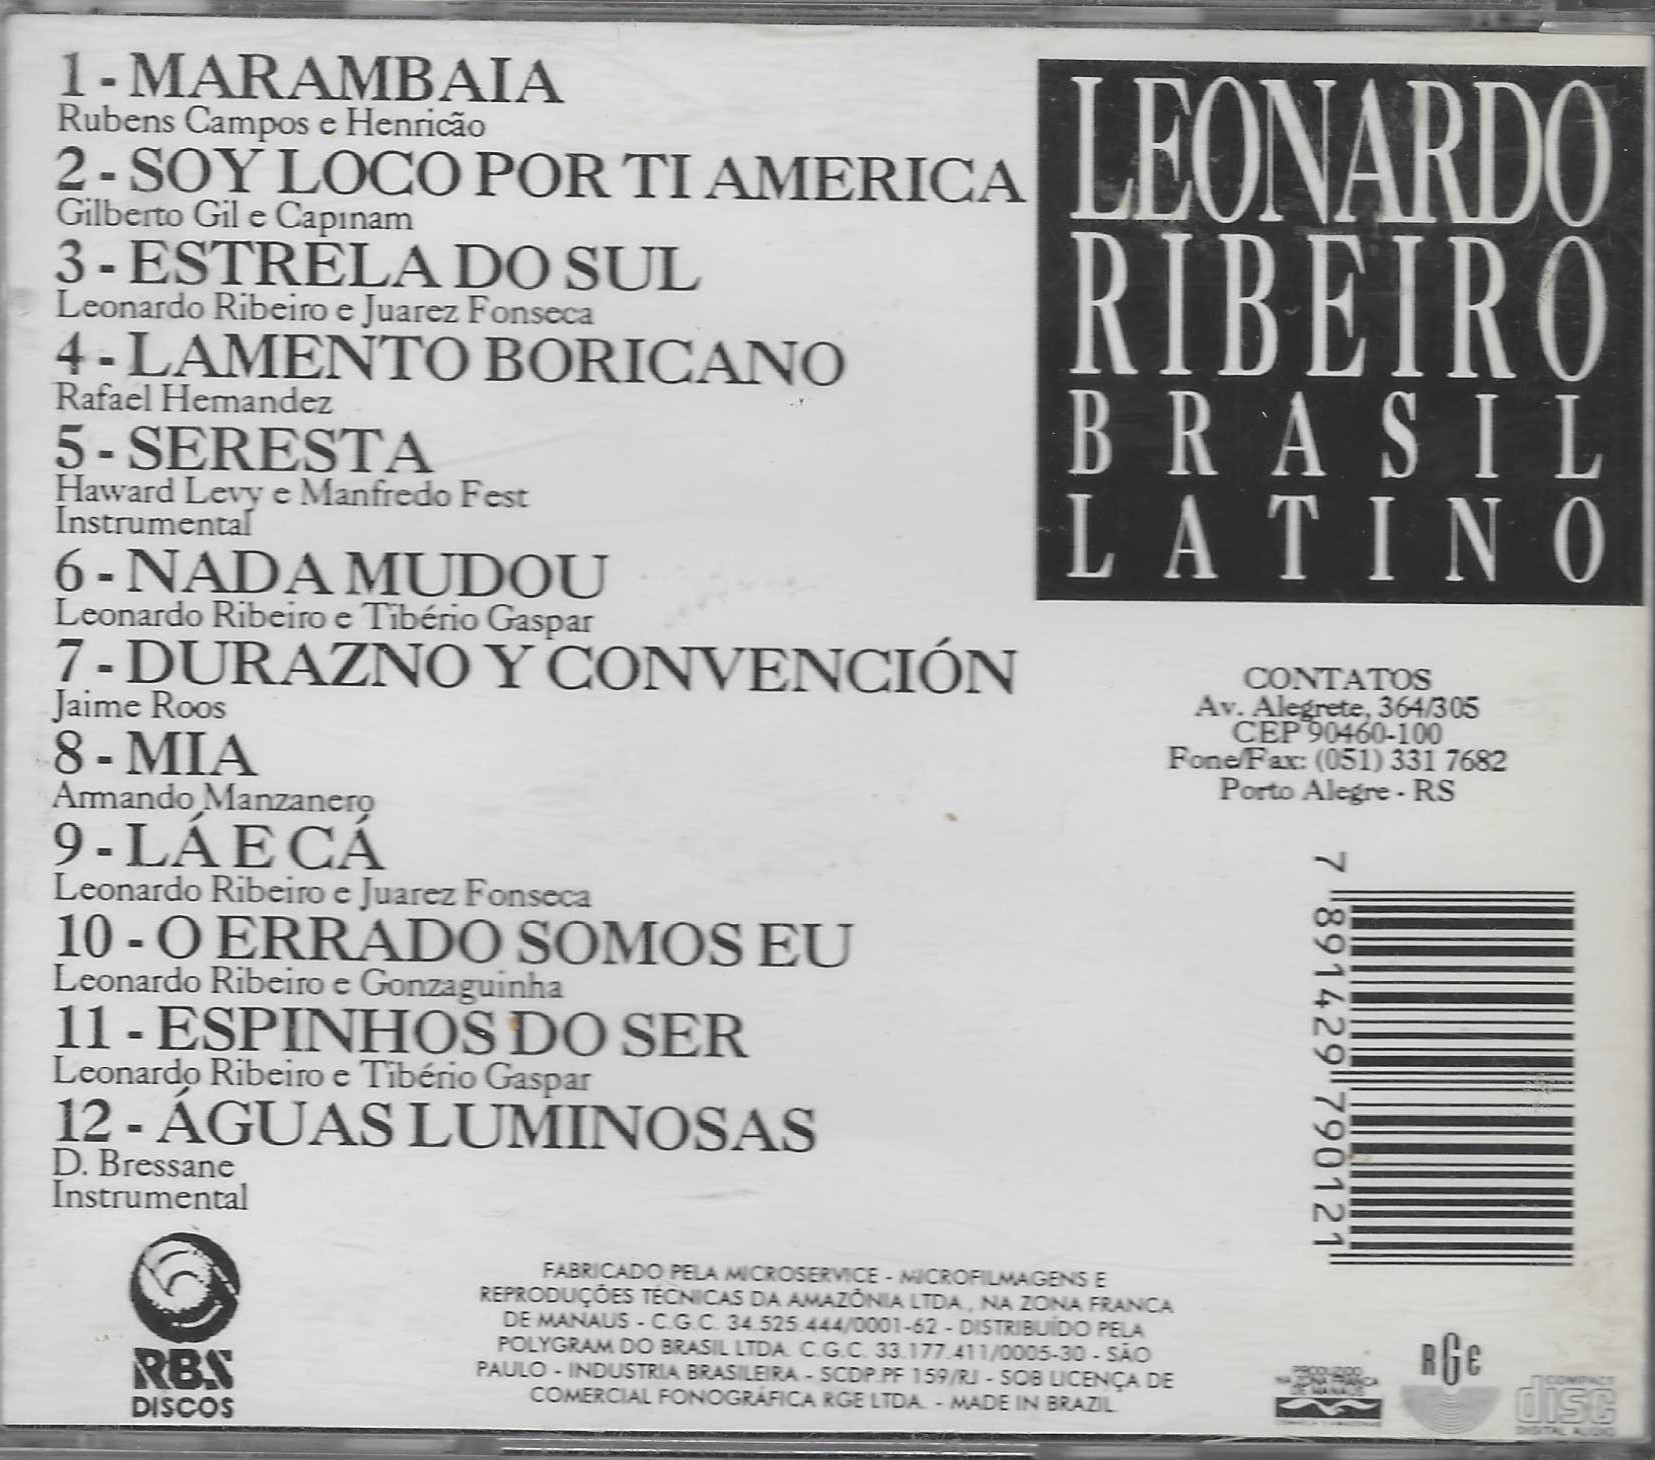 1 - MARAMBAIA
Rubens Campos e Henricão
2 - SOY LOCO POR TI AMERICA
Gilberto Gil e Capinam
3 - ESTRELA DO SUL
Leonardo Ribeiro e Juarez Fonseca
4 - LAMENTO BORICANO
Rafael Hernandez
5 - SERESTA
Haward Levy e Manfredo Fest
Instrumental
6 - NADA MUDOU
Leonardo Ribeiro e Tibério Gaspar
7 - DURAZNO Y CONVENCIÓN
Jaime Roos
8 - MIA
Armando Manzanero
9 - LÁ E CÁ
Leonardo Ribeiro e Juarez Fonseca
10 - O ERRADO SOMOS EU
Leonardo Ribeiro e Gonzaguinha
11 - ESPINHOS DO SER
Leonardo Ribeiro e Tibério Gaspar
12 - ÁGUAS LUMINOSAS
D. Bressane
Instrumental
LEONARDO
RIBEIRO
BRASIL
LATINO
CONTATOS
Av. Alegrete, 364/305
CEP 90460-100
Fone/Fax: (051) 331 7682
Porto Alegre - RS
7 891429 790121
RBS
DISCOS
FABRICADO PELA MICROSERVICE - MICROFILMAGENS E
REPRODUÇÕES TÉCNICAS DA AMAZÔNIA LTDA., NA ZONA FRANCA
DE MANAUS - C.G.C. 34.525.444/0001-62 - DISTRIBUÍDO PELA
POLYGRAM DO BRASIL LTDA. C.G.C. 33.177.411/0005-30 - SÃO
PAULO - INDUSTRIA BRASILEIRA - SCDP.PF 159/RJ - SOB LICENÇA DE
COMERCIAL FONOGRÁFICA RGE LTDA. - MADE IN BRAZIL.
PRODUZIDO
NA ZONA FRANCA
DE MANAUS
RGE
COMPACT
disc
DIGITAL AUDIO